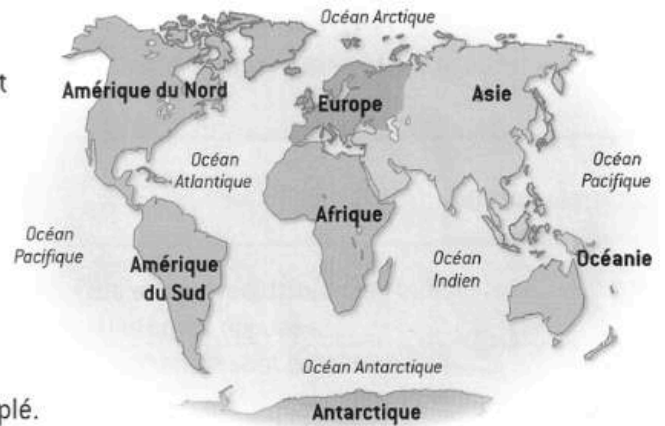 Océan Arctique
t
Amérique du Nord
Europe
Asie
Océan
Atlantique
Océan
Pacifique
Afrique
Océan
Pacifique
Amérique
du Sud
Océan
Indien
Océanie
Océan Antarctique
plé.
Antarctique